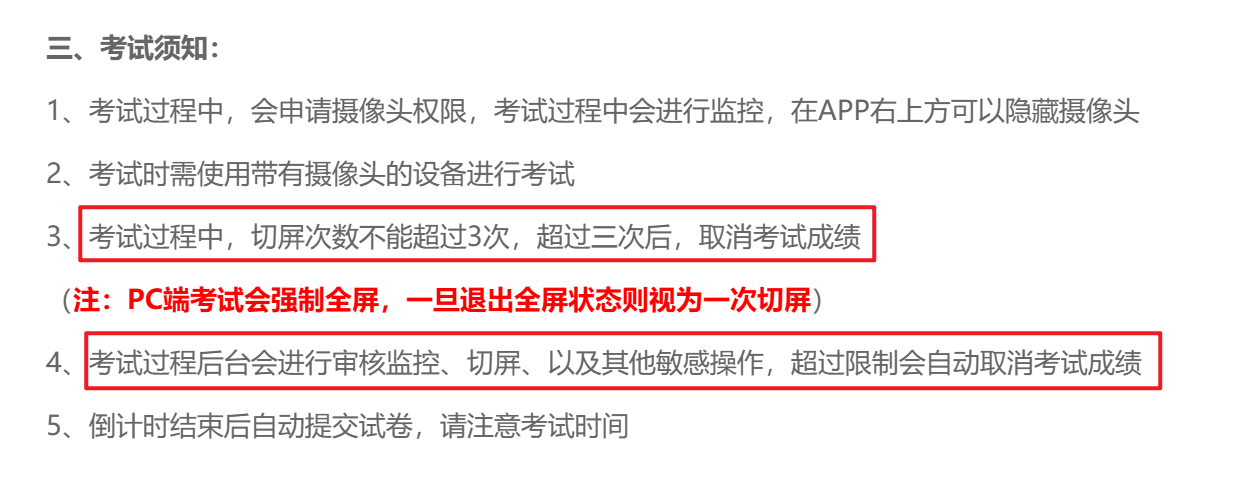 三、考试须知：
1、考试过程中，会申请摄像头权限，考试过程中会进行监控，在APP右上方可以隐藏摄像头
2、考试时需使用带有摄像头的设备进行考试
3、考试过程中，切屏次数不能超过3次，超过三次后，取消考试成绩
（注：PC端考试会强制全屏，一旦退出全屏状态则视为一次切屏）
4、考试过程后台会进行审核监控、切屏、以及其他敏感操作，超过限制会自动取消考试成绩
5、倒计时结束后自动提交试卷，请注意考试时间